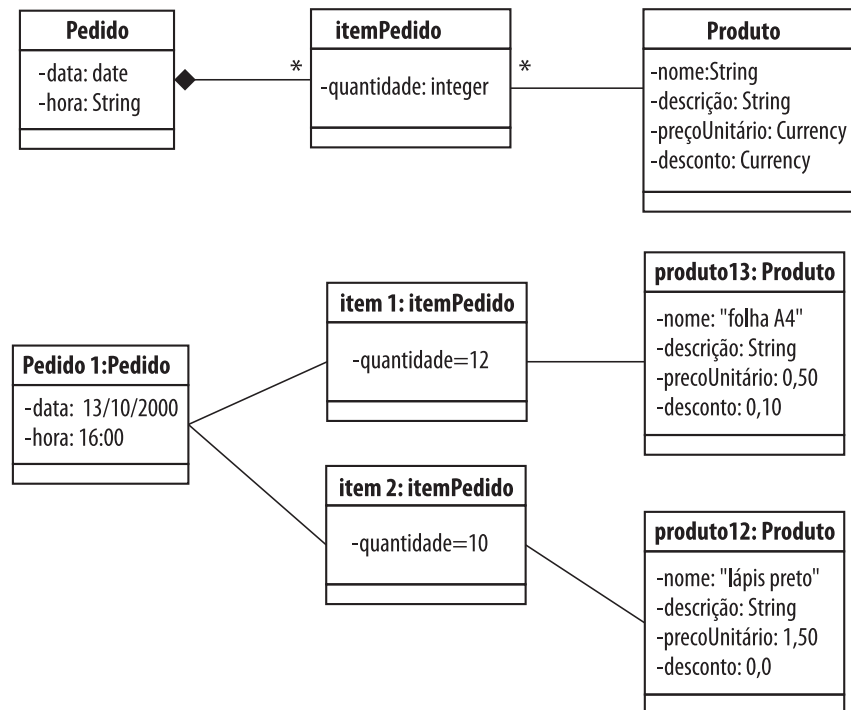 Pedido
-data: date
-hora: String
*
itemPedido
-quantidade: integer
*
Produto
-nome:String
-descrição: String
-preçoUnitário: Currency
-desconto: Currency
Pedido 1:Pedido
-data: 13/10/2000
-hora: 16:00
item 1: itemPedido
-quantidade=12
item 2: itemPedido
-quantidade=10
produto13: Produto
-nome: "folha A4"
-descrição: String
-precoUnitário: 0,50
-desconto: 0,10
produto12: Produto
-nome: "lápis preto"
-descrição: String
-precoUnitário: 1,50
-desconto: 0,0